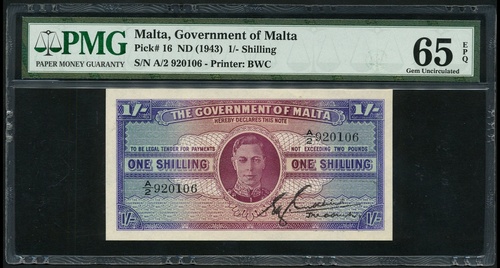 PMG
PAPER MONEY GUARANTY
Malta, Government of Malta
Pick# 16 ND (1943) 1/- Shilling
S/N A/2 920106 - Printer: BWC
65 EPQ
Gem Uncirculated
1/- THE GOVERNMENT OF MALTA 1/-
HEREBY DECLARES THIS NOTE
TO BE LEGAL TENDER FOR PAYMENTS NOT EXCEEDING TWO POUNDS
A/2 920106
ONE SHILLING ONE SHILLING
A/2 920106
1/- 1/-